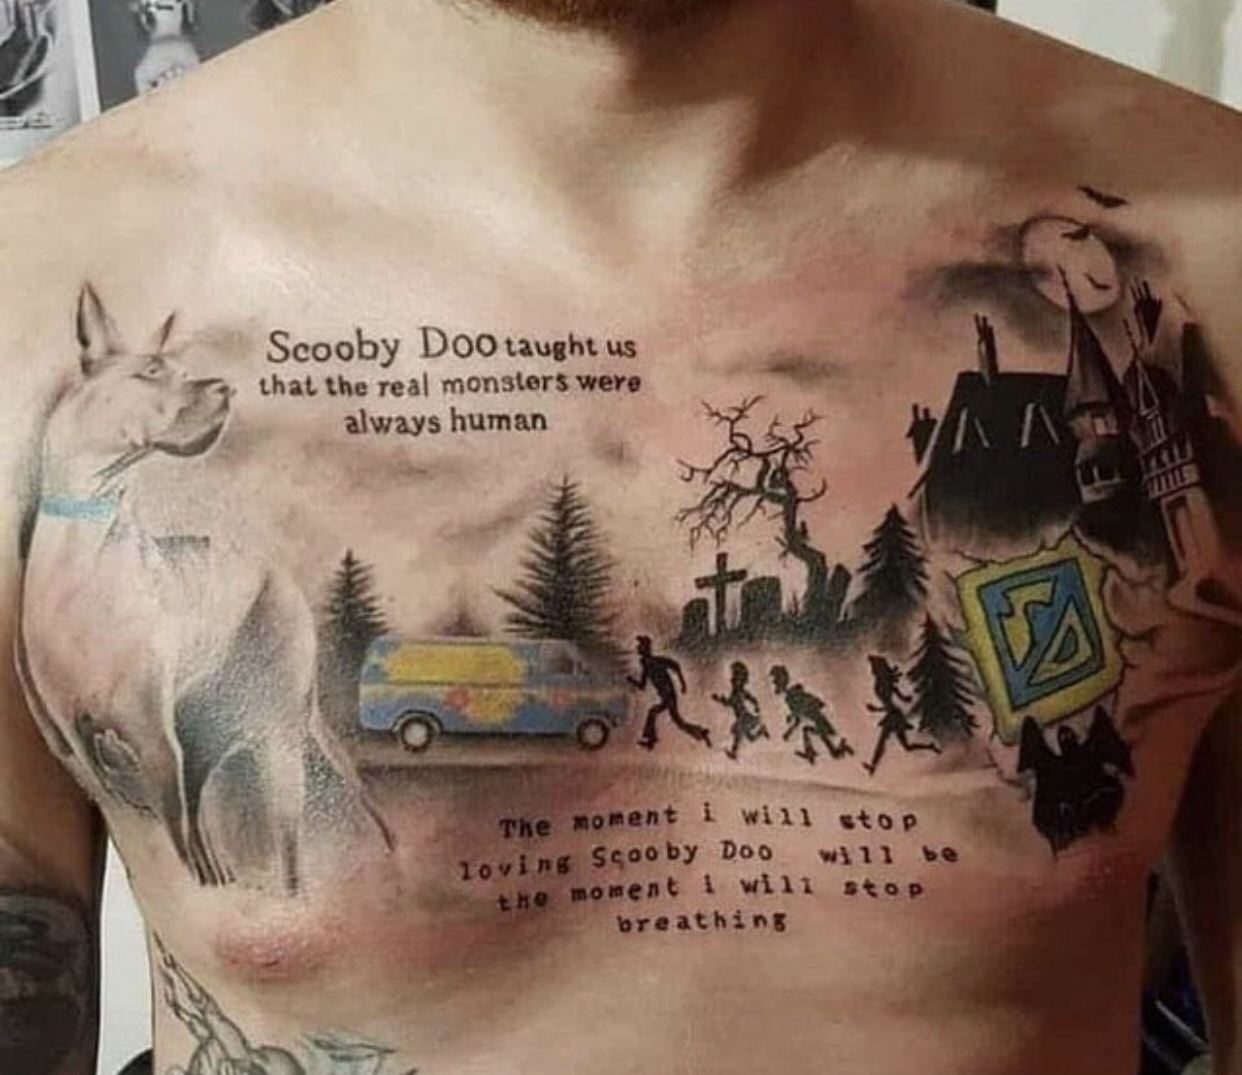 Scooby Doo taught us
that the real monsters were
always human
SD
The moment i will stop
loving Scooby Doo will be
the moment i will stop
breathing